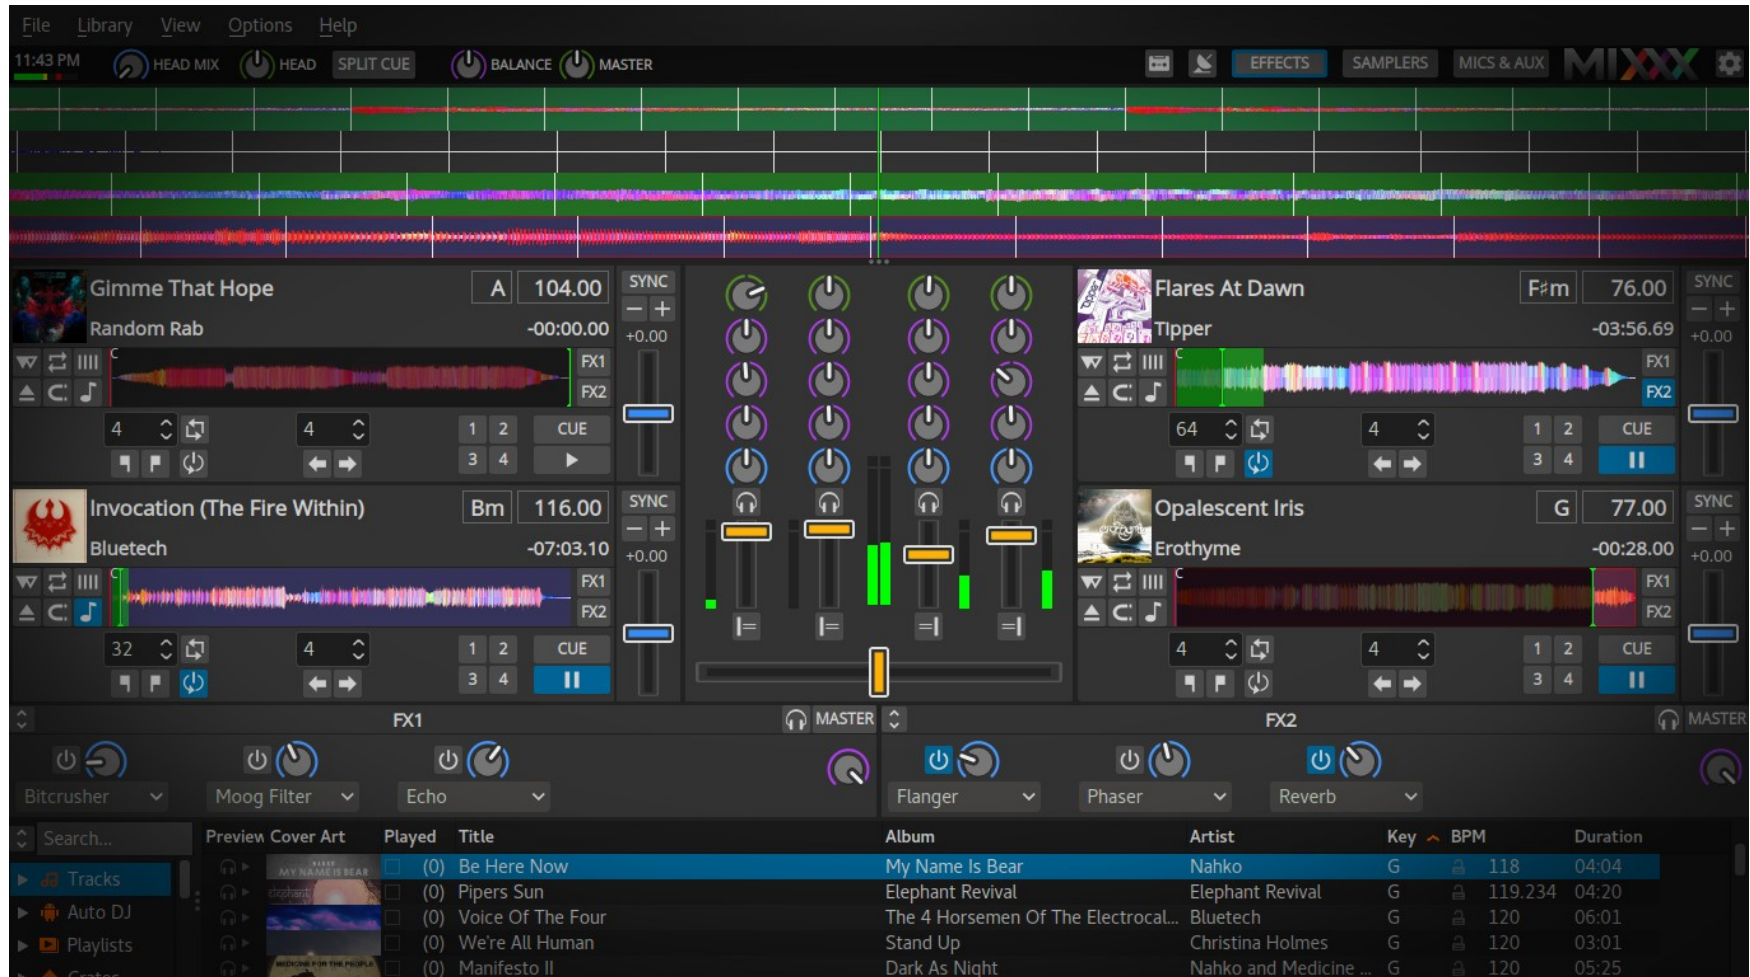 File Library View Options Help
11:43 PM HEAD MIX HEAD SPLIT CUE BALANCE MASTER EFFECTS SAMPLERS MICS & AUX MIXXX
Gimme That Hope A 104.00 SYNC
Random Rab -00:00.00 +0.00
C FX1
FX2
4 4 1 2 CUE
3 4
Flares At Dawn F♯m 76.00 SYNC
TIpper -03:56.69 +0.00
C FX1
FX2
64 4 1 2 CUE
3 4
Invocation (The Fire Within) Bm 116.00 SYNC
Bluetech -07:03.10 +0.00
C FX1
FX2
32 4 1 2 CUE
3 4
Opalescent Iris G 77.00 SYNC
Erothyme -00:28.00 +0.00
C FX1
FX2
4 4 1 2 CUE
3 4
FX1 MASTER FX2 MASTER
Bitcrusher Moog Filter Echo Flanger Phaser Reverb
Search... Preview Cover Art Played Title Album Artist Key BPM Duration
Tracks MY NAME IS BEAR (0) Be Here Now My Name Is Bear Nahko G 118 04:04
elephant (0) Pipers Sun Elephant Revival Elephant Revival G 119.234 04:20
Auto DJ (0) Voice Of The Four The 4 Horsemen Of The Electrocal... Bluetech G 120 06:01
Playlists (0) We're All Human Stand Up Christina Holmes G 120 03:01
Crates MEDICINE FOR THE PEOPLE (0) Manifesto II Dark As Night Nahko and Medicine ... G 120 05:25